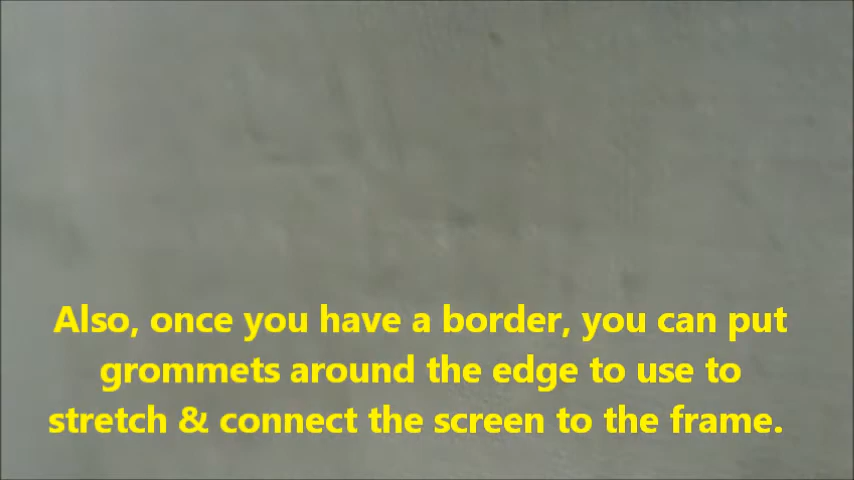 Also, once you have a border, you can put
grommets around the edge to use to
stretch & connect the screen to the frame.